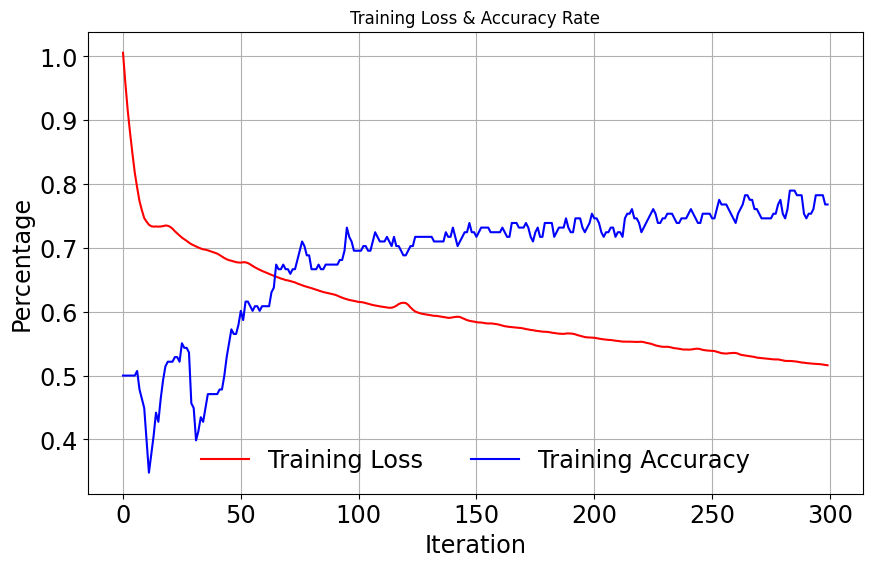 Training Loss & Accuracy Rate
1.0
0.9
0.8
0.7
0.6
0.5
0.4
Percentage
Training Loss
Training Accuracy
0
50
100
150
200
250
300
Iteration